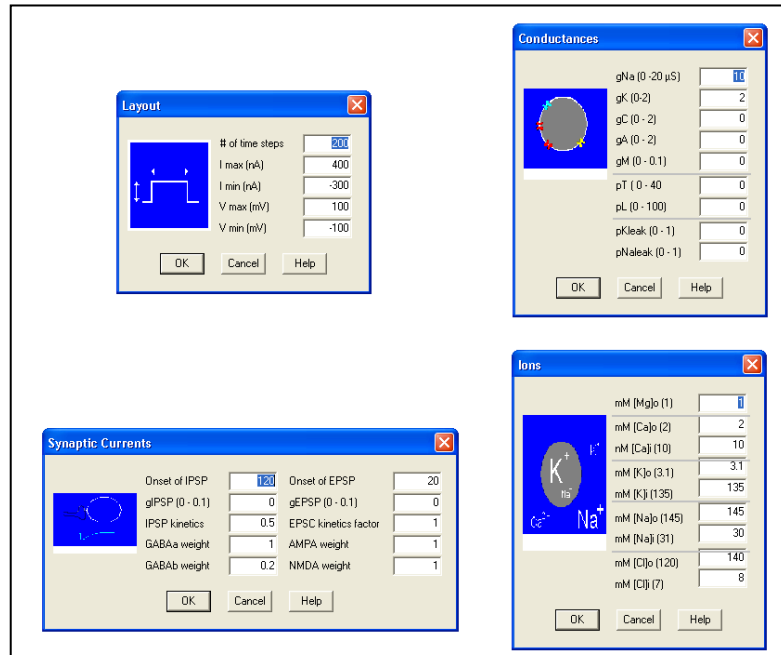 Layout
# of time steps 200
I max (nA) 400
I min (nA) -300
V max (mV) 100
V min (mV) -100
OK Cancel Help
Conductances
gNa (0 -20 µS) 10
gK (0-2) 2
gC (0 - 2) 0
gA (0 - 2) 0
gM (0 - 0.1) 0
pT ( 0 - 40 0
pL (0 - 100) 0
pKleak (0 - 1) 0
pNaleak (0 - 1) 0
OK Cancel Help
Synaptic Currents
Onset of IPSP 120 Onset of EPSP 20
gIPSP (0 - 0.1) 0 gEPSP (0 - 0.1) 0
IPSP kinetics 0.5 EPSC kinetics factor 1
GABAa weight 1 AMPA weight 1
GABAb weight 0.2 NMDA weight 1
OK Cancel Help
Ions
mM [Mg]o (1) 1
mM [Ca]o (2) 2
nM [Ca]i (10) 10
mM [K]o (3.1) 3.1
mM [K]i (135) 135
mM [Na]o (145) 145
mM [Na]i (31) 30
mM [Cl]o (120) 140
mM [Cl]i (7) 8
K+
K+
Na+
Ca2+ Na+
OK Cancel Help